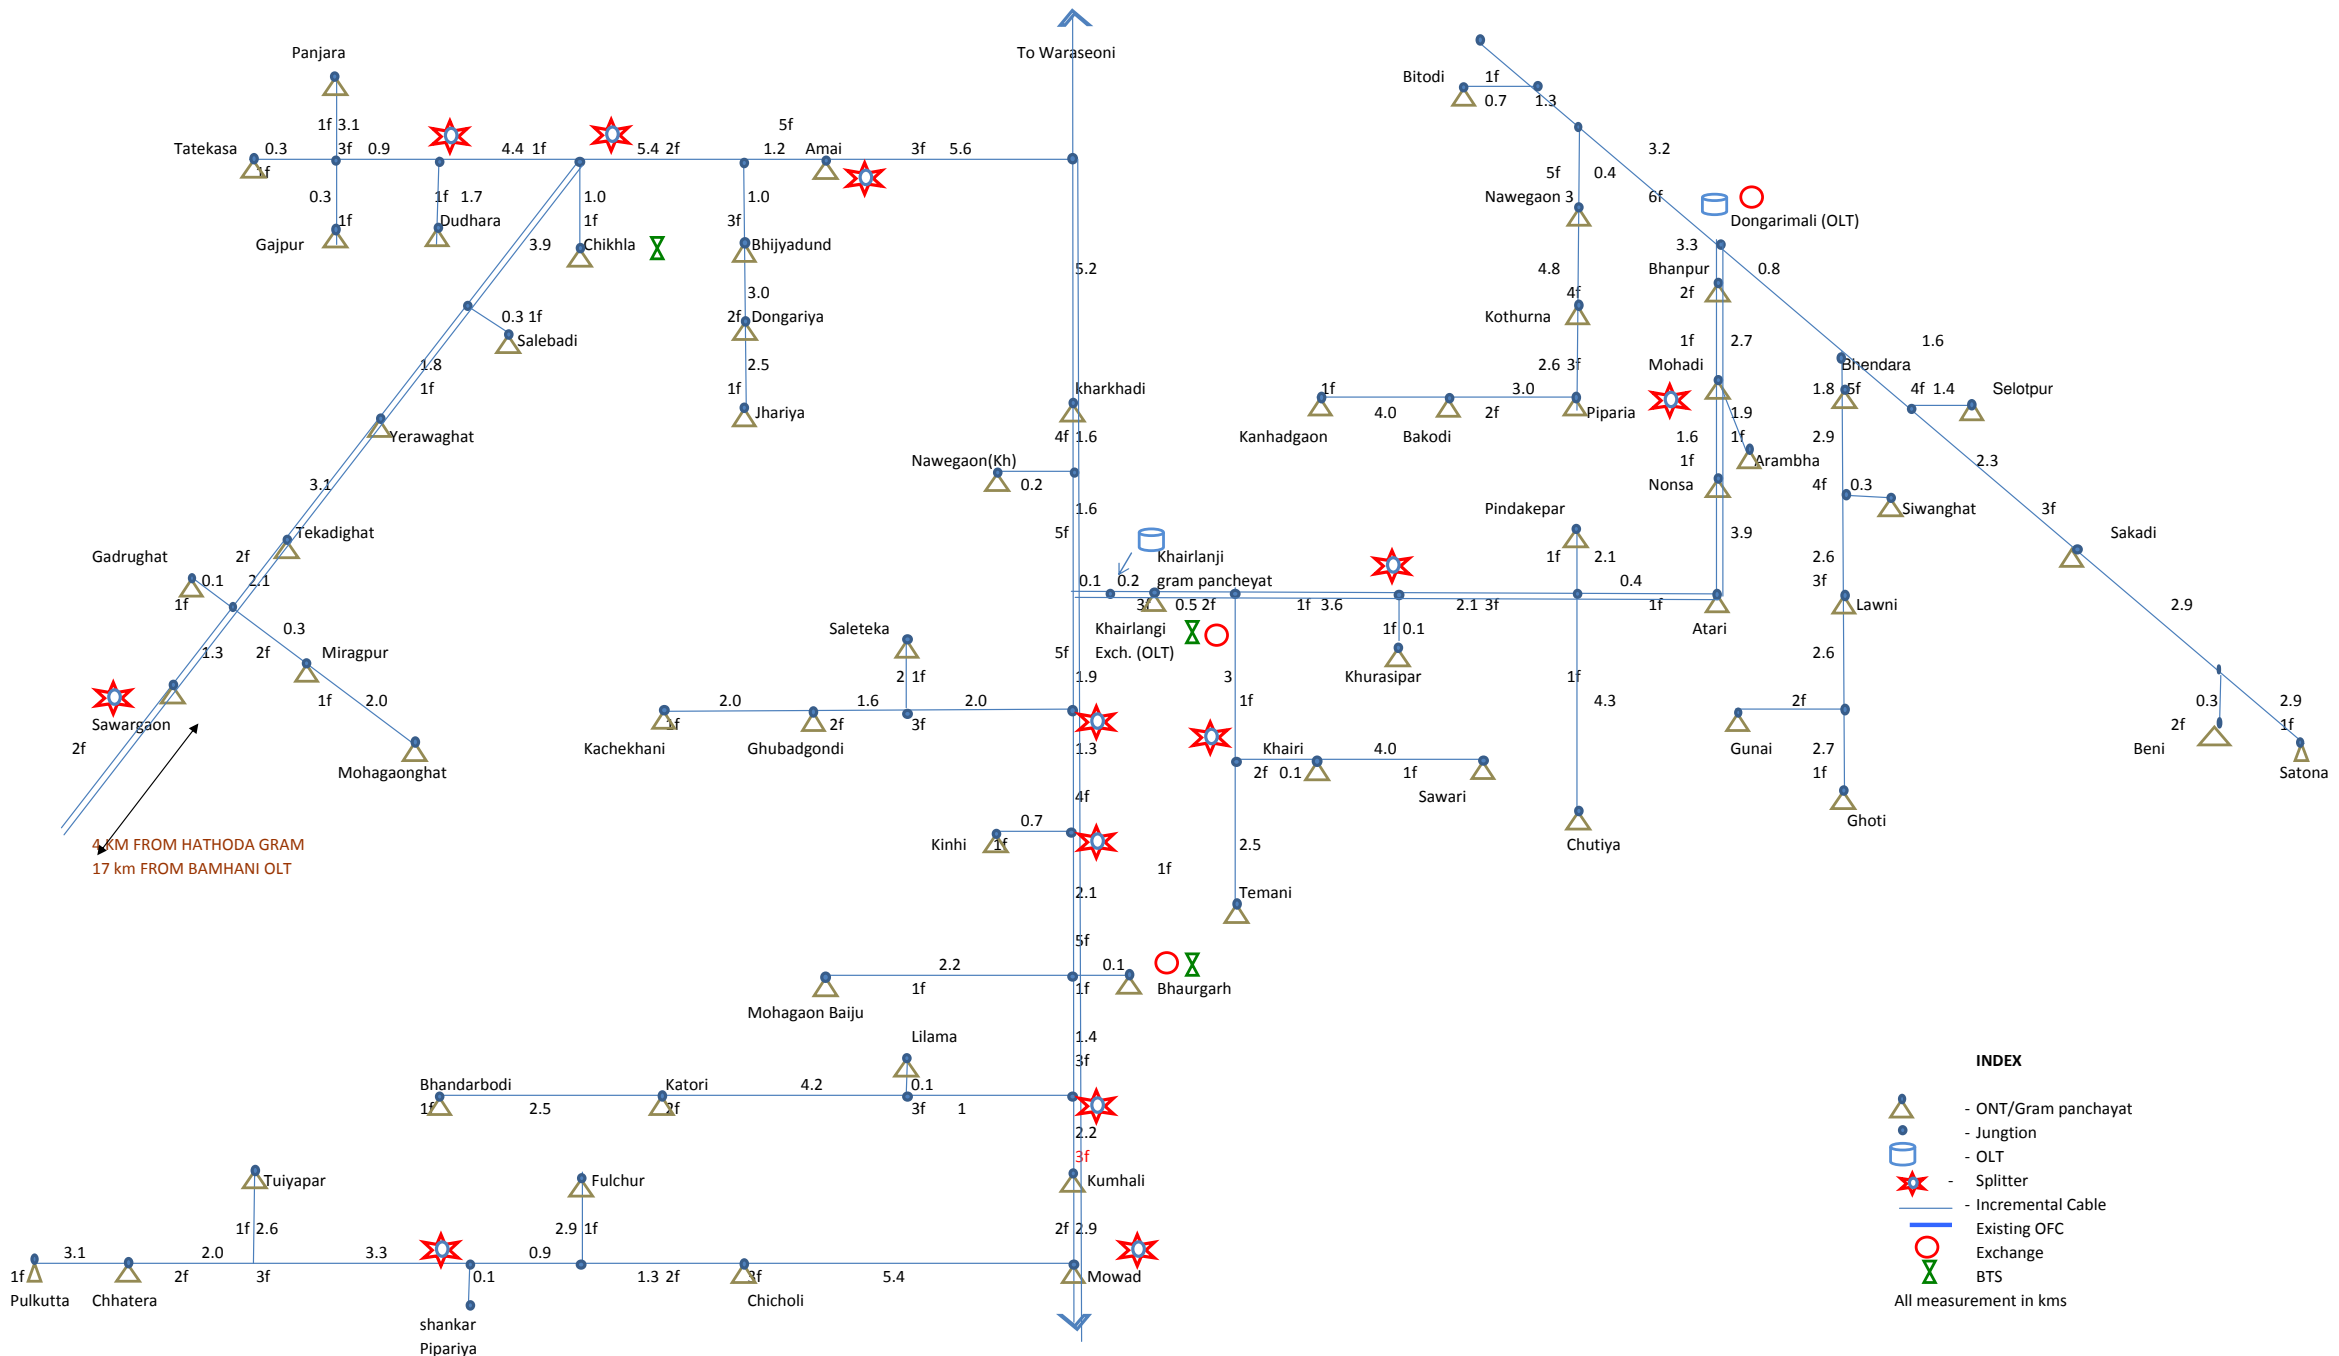 Panjara
To Waraseoni
Bitodi
1f
0.7
1.3
1f 3.1
5f
Tatekasa
0.3
3f
0.9
4.4 1f
5.4 2f
1.2
Amai
3f
5.6
3.2
1f
0.3
1f
1.7
1.0
1.0
5f
0.4
Nawegaon 3
6f
1f
1f
3f
Gajpur
Dudhara
3.9
Chikhla
Bhijyadund
Dongarimali (OLT)
3.3
5.2
4.8
Bhanpur
0.8
3.0
4f
2f
0.3 1f
2f
Dongariya
Kothurna
Salebadi
1f
2.7
1.6
1.8
2.5
2.6 3f
Mohadi
Bhendara
1f
1f
kharkhadi
1f
3.0
1.8
5f
4f 1.4
Selotpur
Jhariya
4.0
2f
Piparia
1.9
Yerawaghat
4f 1.6
Kanhadgaon
Bakodi
1.6
1f
2.9
Nawegaon(Kh)
1f
Arambha
2.3
3.1
0.2
Nonsa
4f
0.3
1.6
Pindakepar
Siwanghat
3f
Tekadighat
5f
3.9
Sakadi
Gadrughat
2f
Khairlanji
1f
2.1
2.6
0.1
2.1
0.1
0.2
gram pancheyat
0.4
3f
1f
3f
0.5 2f
1f 3.6
2.1 3f
1f
Lawni
2.9
0.3
Saleteka
Khairlangi
1f 0.1
Atari
1.3
2f
Miragpur
5f
Exch. (OLT)
2.6
2
1f
1.9
3
Khurasipar
1f
1f
2.0
2.0
1.6
2.0
1f
4.3
2f
0.3
2.9
Sawargaon
1f
2f
3f
2f
1f
2f
Kachekhani
Ghubadgondi
1.3
Khairi
4.0
Gunai
2.7
Beni
Mohagaonghat
2f
0.1
1f
1f
Satona
4f
Sawari
0.7
Ghoti
4 KM FROM HATHODA GRAM
Kinhi
1f
2.5
Chutiya
17 km FROM BAMHANI OLT
1f
2.1
Temani
5f
2.2
0.1
1f
1f
Bhaurgarh
Mohagaon Baiju
Lilama
1.4
3f
INDEX
Bhandarbodi
Katori
4.2
0.1
1f
2.5
2f
3f
1
- ONT/Gram panchayat
2.2
- Jungtion
3f
- OLT
Tuiyapar
Fulchur
Kumhali
- Splitter
- Incremental Cable
1f 2.6
2.9 1f
2f 2.9
Existing OFC
3.1
2.0
3.3
0.9
Exchange
1f
2f
3f
0.1
1.3 2f
3f
5.4
Mowad
BTS
Pulkutta
Chhatera
Chicholi
All measurement in kms
shankar
Pipariya